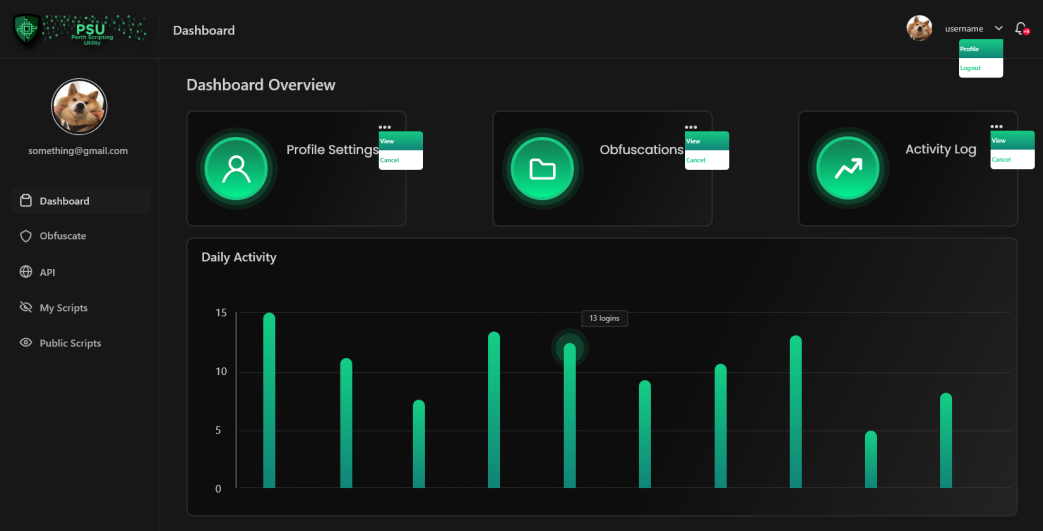 PSU
Perth Scripting
Utility
Dashboard
username
Profile
Logout
something@gmail.com
Dashboard
Obfuscate
API
My Scripts
Public Scripts
Dashboard Overview
Profile Settings
View
Cancel
Obfuscations
View
Cancel
Activity Log
View
Cancel
Daily Activity
15
10
5
0
13 logins